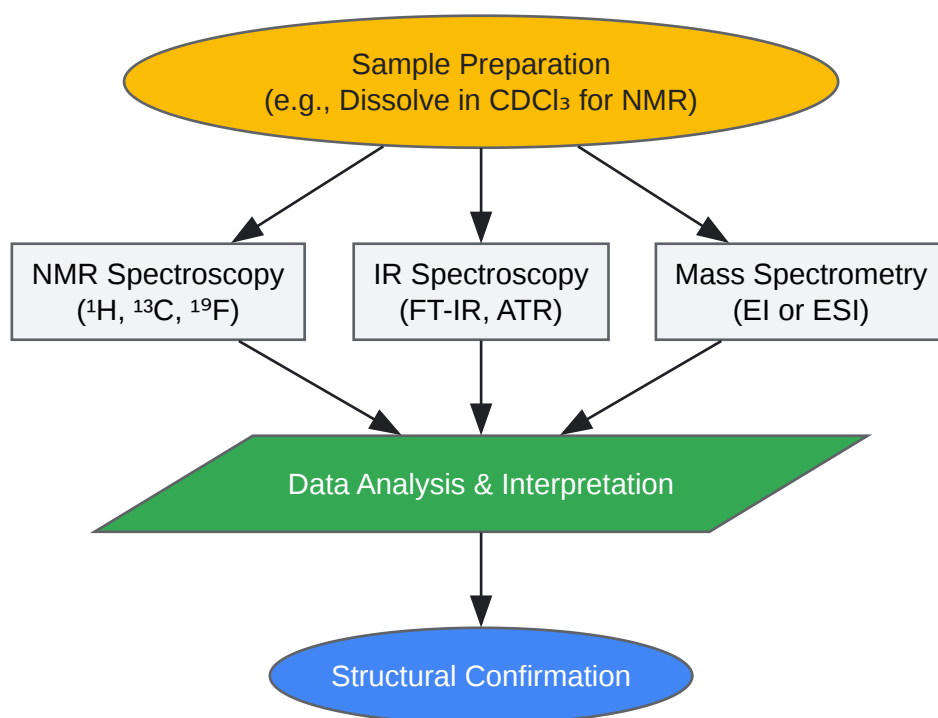 Sample Preparation
(e.g., Dissolve in CDCl₃ for NMR)
NMR Spectroscopy
(¹H, ¹³C, ¹⁹F)
IR Spectroscopy
(FT-IR, ATR)
Mass Spectrometry
(EI or ESI)
Data Analysis & Interpretation
Structural Confirmation